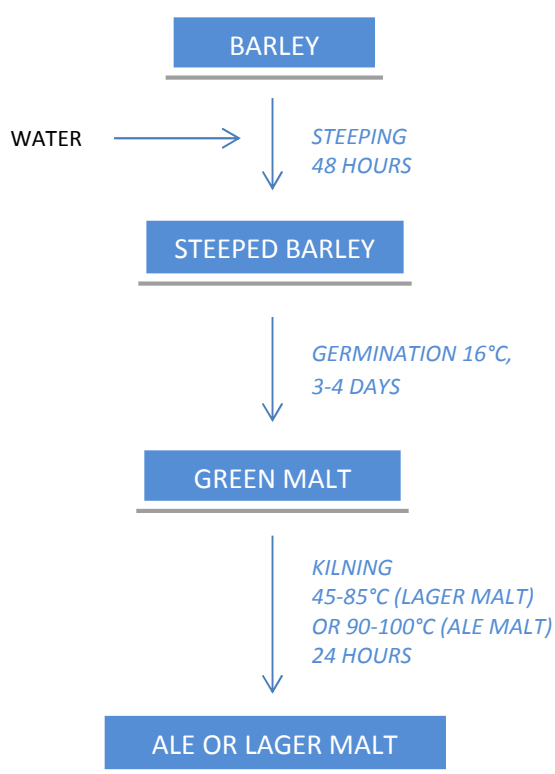 BARLEY
WATER
STEEPING
48 HOURS
STEEPED BARLEY
GERMINATION 16°C,
3-4 DAYS
GREEN MALT
KILNING
45-85°C (LAGER MALT)
OR 90-100°C (ALE MALT)
24 HOURS
ALE OR LAGER MALT